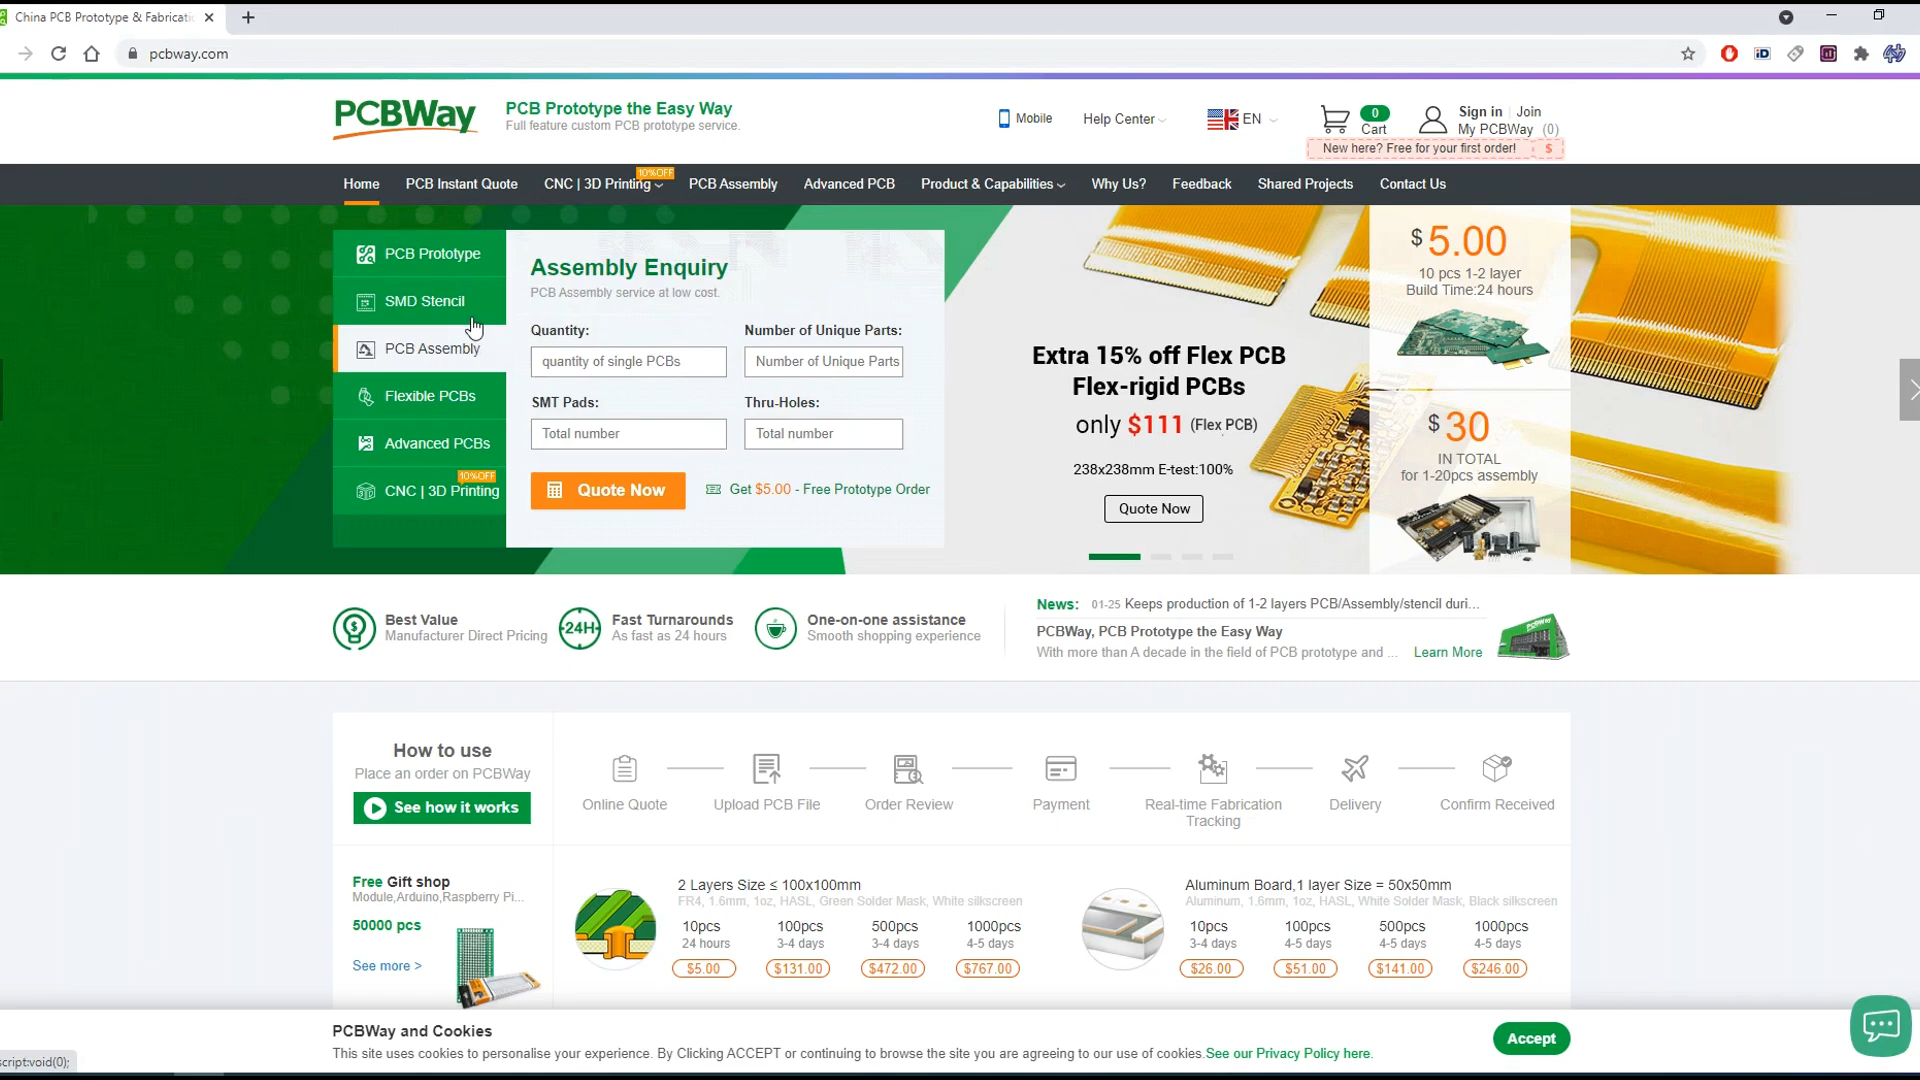 China PCB Prototype & Fabricati
pcbway.com
iD
PCBWay
PCB Prototype the Easy Way
Full feature custom PCB prototype service.
Mobile
Help Center
EN
0
Cart
Sign in | Join
My PCBWay (0)
New here? Free for your first order! $
Home
PCB Instant Quote
CNC | 3D Printing
10%OFF
PCB Assembly
Advanced PCB
Product & Capabilities
Why Us?
Feedback
Shared Projects
Contact Us
PCB Prototype
SMD Stencil
PCB Assembly
Flexible PCBs
Advanced PCBs
10%OFF
CNC | 3D Printing
Assembly Enquiry
PCB Assembly service at low cost.
Quantity:
Number of Unique Parts:
quantity of single PCBs
Number of Unique Parts
SMT Pads:
Thru-Holes:
Total number
Total number
Quote Now
Get $5.00 - Free Prototype Order
Extra 15% off Flex PCB
Flex-rigid PCBs
only $111 (Flex PCB)
238x238mm E-test:100%
Quote Now
$5.00
10 pcs 1-2 layer
Build Time:24 hours
$30
IN TOTAL
for 1-20pcs assembly
Best Value
Manufacturer Direct Pricing
24H
Fast Turnarounds
As fast as 24 hours
One-on-one assistance
Smooth shopping experience
News: 01-25 Keeps production of 1-2 layers PCB/Assembly/stencil duri...
PCBWay, PCB Prototype the Easy Way
With more than A decade in the field of PCB prototype and ... Learn More
How to use
Place an order on PCBWay
See how it works
Online Quote
Upload PCB File
Order Review
Payment
Real-time Fabrication
Tracking
Delivery
Confirm Received
Free Gift shop
Module,Arduino,Raspberry Pi...
50000 pcs
See more >
2 Layers Size ≤ 100x100mm
FR4, 1.6mm, 1oz, HASL, Green Solder Mask, White silkscreen
10pcs 100pcs 500pcs 1000pcs
24 hours 3-4 days 3-4 days 4-5 days
$5.00 $131.00 $472.00 $767.00
Aluminum Board,1 layer Size = 50x50mm
Aluminum, 1.6mm, 1oz, HASL, White Solder Mask, Black silkscreen
10pcs 100pcs 500pcs 1000pcs
3-4 days 4-5 days 4-5 days 4-5 days
$26.00 $51.00 $141.00 $246.00
PCBWay and Cookies
This site uses cookies to personalise your experience. By Clicking ACCEPT or continuing to browse the site you are agreeing to our use of cookies.See our Privacy Policy here.
Accept
script:void(0);